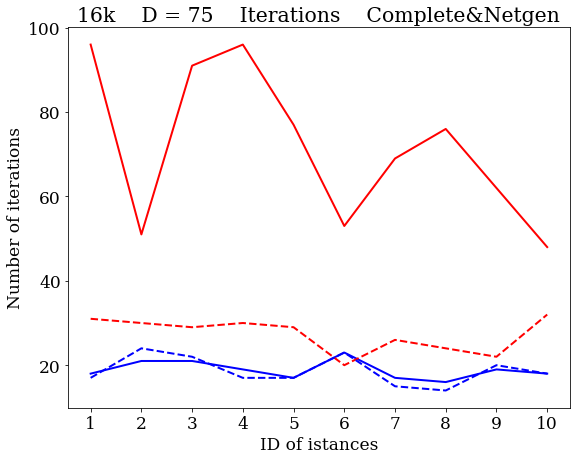 16k D = 75 Iterations Complete&Netgen
100
80
60
40
20
Number of iterations
1 2 3 4 5 6 7 8 9 10
ID of istances